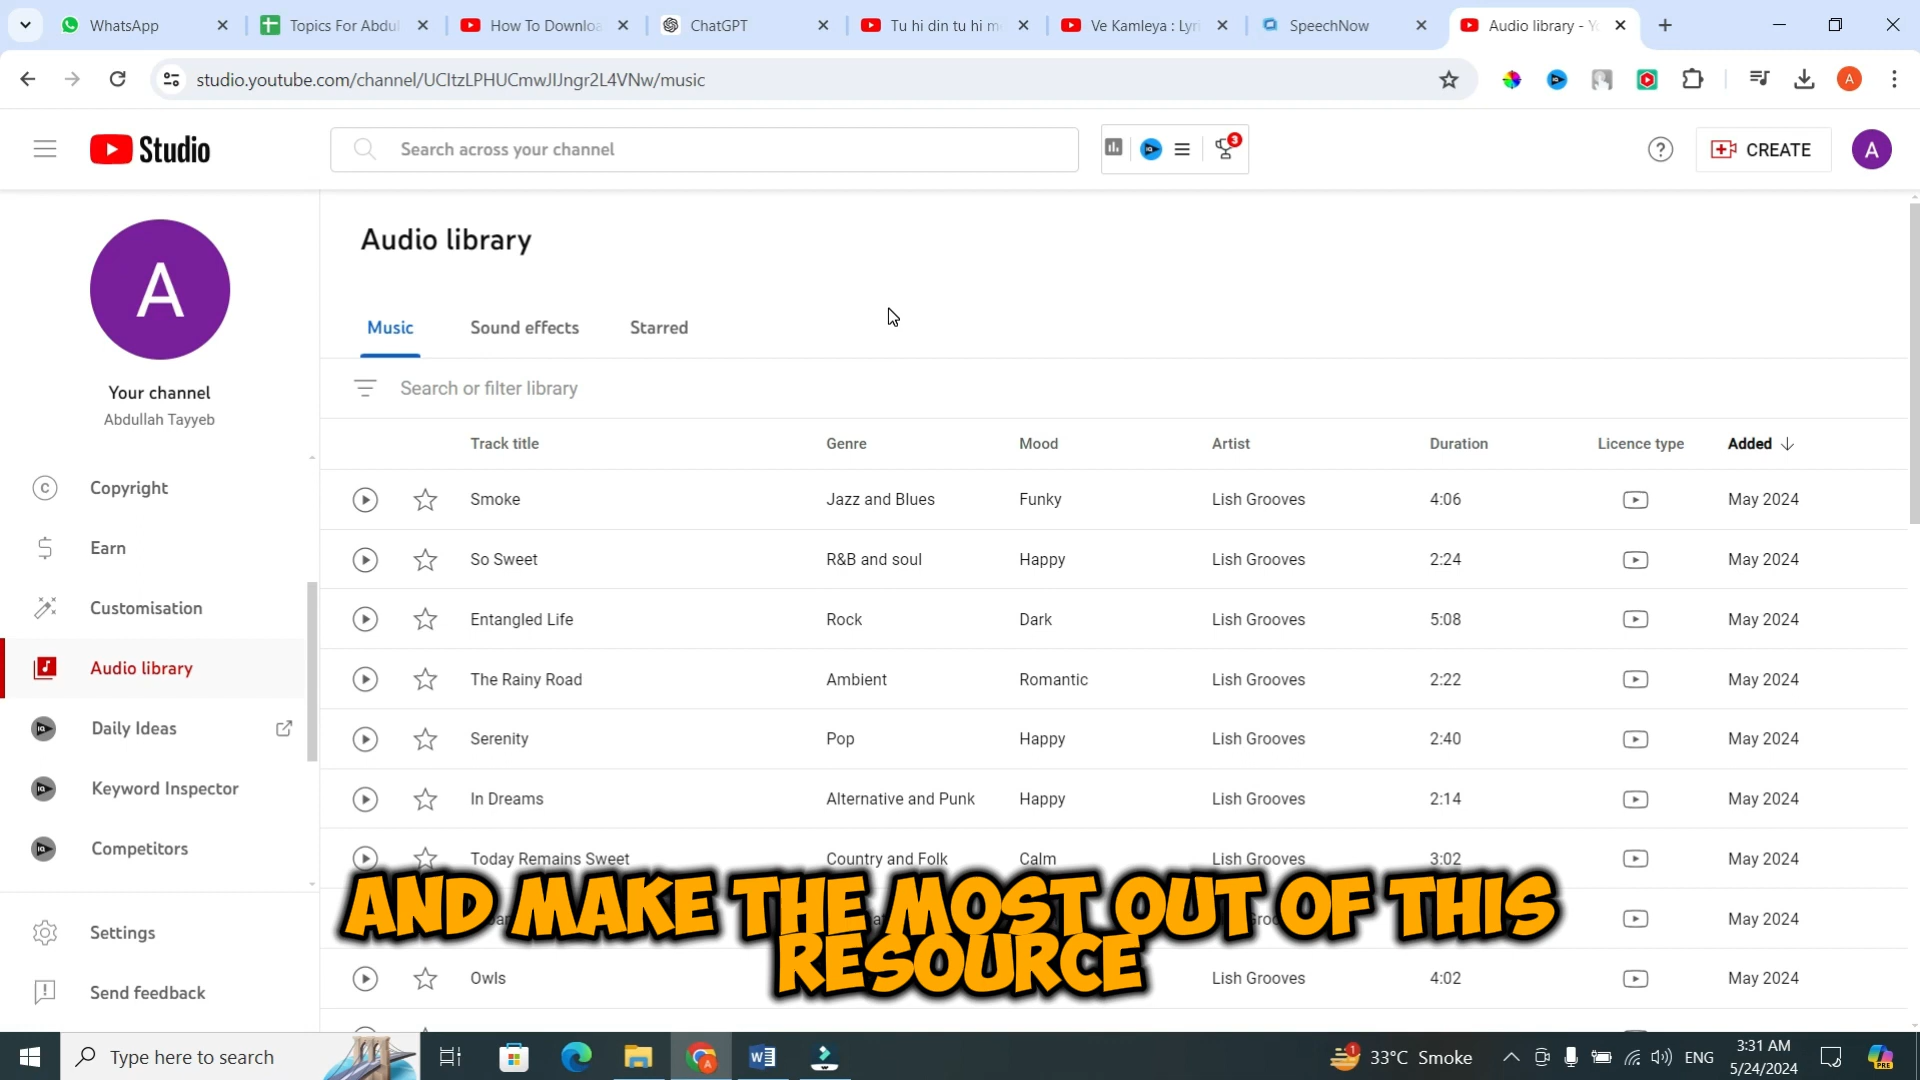 WhatsApp
Topics For Abdul
How To Downloa
ChatGPT
Tu hi din tu hi m
Ve Kamleya : Lyri
SpeechNow
Audio library - Yo
studio.youtube.com/channel/UCItzLPHUCmwJIJngr2L4VNw/music
A
Studio
Search across your channel
3
CREATE
A
A
Your channel
Abdullah Tayyeb
Copyright
Earn
Customisation
Audio library
Daily Ideas
Keyword Inspector
Competitors
Settings
Send feedback
Audio library
Music Sound effects Starred
Search or filter library
Track title Genre Mood Artist Duration Licence type Added
Smoke Jazz and Blues Funky Lish Grooves 4:06 May 2024
So Sweet R&B and soul Happy Lish Grooves 2:24 May 2024
Entangled Life Rock Dark Lish Grooves 5:08 May 2024
The Rainy Road Ambient Romantic Lish Grooves 2:22 May 2024
Serenity Pop Happy Lish Grooves 2:40 May 2024
In Dreams Alternative and Punk Happy Lish Grooves 2:14 May 2024
Today Remains Sweet Country and Folk Calm Lish Grooves 3:02 May 2024
May 2024
Owls Lish Grooves 4:02 May 2024
AND MAKE THE MOST OUT OF THIS
RESOURCE
Type here to search
1
33°C Smoke
ENG
3:31 AM
5/24/2024
PRE